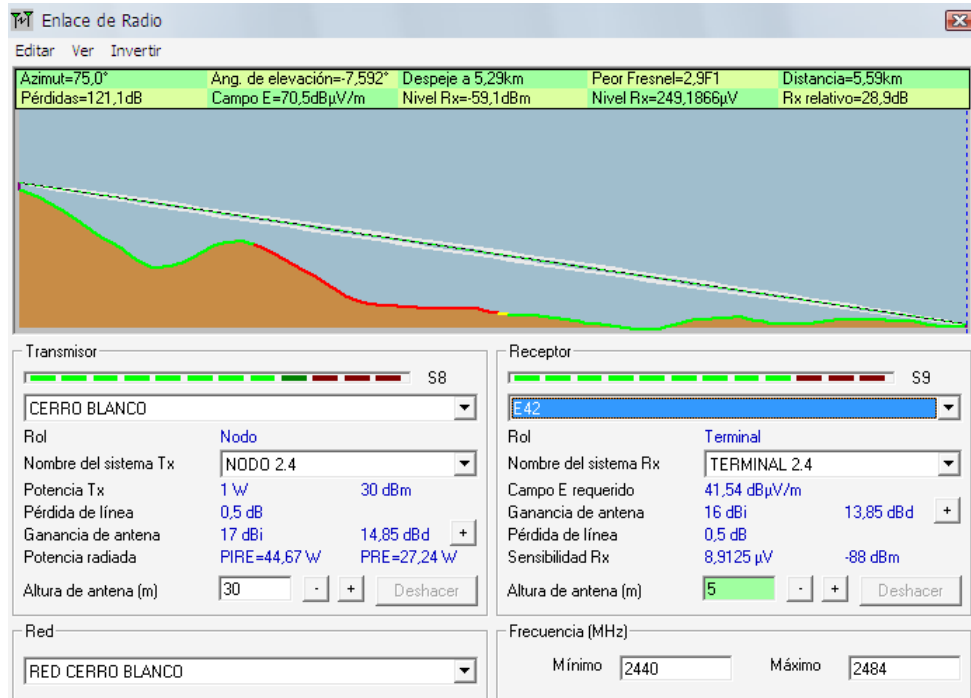 Enlace de Radio
Editar Ver Invertir
Azimut=75,0° Ang. de elevación=-7,592° Despeje a 5,29km Peor Fresnel=2,9F1 Distancia=5,59km
Pérdidas=121,1dB Campo E=70,5dBµV/m Nivel Rx=-59,1dBm Nivel Rx=249,1866µV Rx relativo=28,9dB
Transmisor
S8
CERRO BLANCO
Rol Nodo
Nombre del sistema Tx NODO 2.4
Potencia Tx 1 W 30 dBm
Pérdida de línea 0,5 dB
Ganancia de antena 17 dBi 14,85 dBd +
Potencia radiada PIRE=44,67 W PRE=27,24 W
Altura de antena (m) 30 - + Deshacer
Red
RED CERRO BLANCO
Receptor
S9
E42
Rol Terminal
Nombre del sistema Rx TERMINAL 2.4
Campo E requerido 41,54 dBµV/m
Ganancia de antena 16 dBi 13,85 dBd +
Pérdida de línea 0,5 dB
Sensibilidad Rx 8,9125 µV -88 dBm
Altura de antena (m) 5 - + Deshacer
Frecuencia (MHz)
Mínimo 2440 Máximo 2484